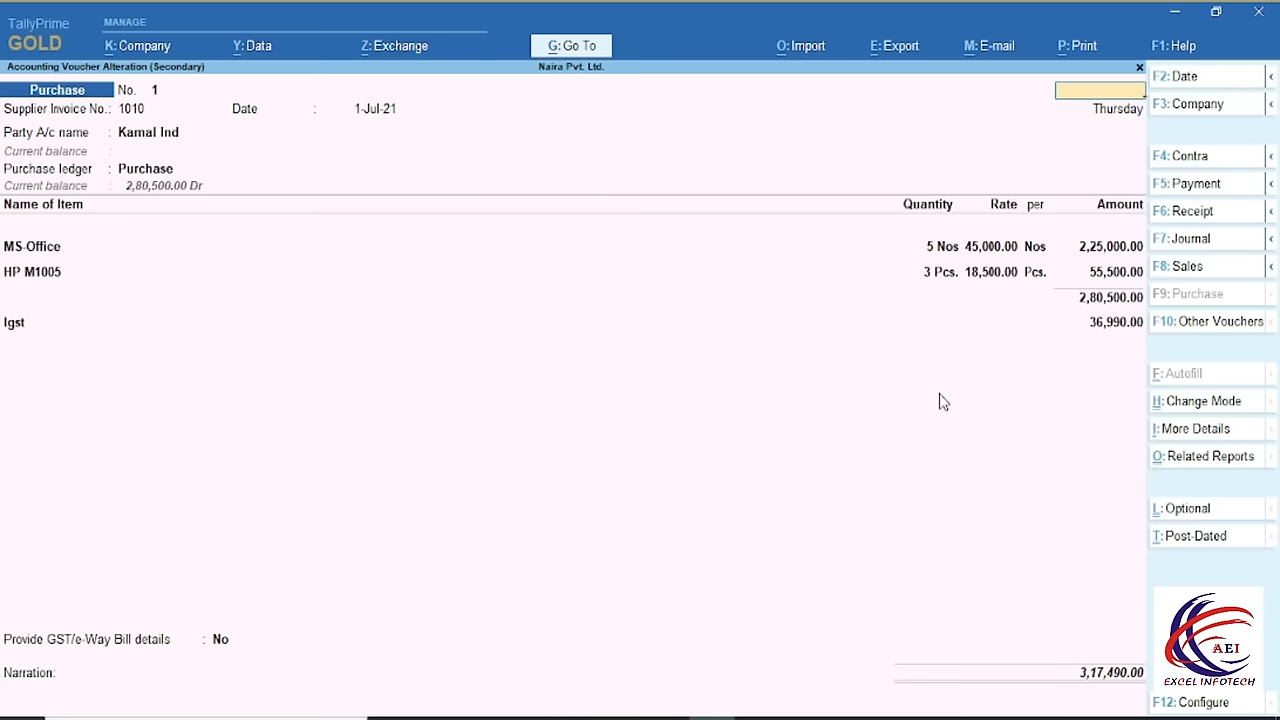 TallyPrime
GOLD
MANAGE
K: Company Y: Data Z: Exchange G: Go To O: Import E: Export M: E-mail P: Print F1: Help
Accounting Voucher Alteration (Secondary) Naira Pvt. Ltd. x
Purchase No. 1
Supplier Invoice No.: 1010 Date : 1-Jul-21 Thursday
Party A/c name : Kamal Ind
Current balance :
Purchase ledger : Purchase
Current balance : 2,80,500.00 Dr
Name of Item Quantity Rate per Amount
MS-Office 5 Nos 45,000.00 Nos 2,25,000.00
HP M1005 3 Pcs. 18,500.00 Pcs. 55,500.00
2,80,500.00
Igst 36,990.00
Provide GST/e-Way Bill details : No
Narration: 3,17,490.00
F2: Date
F3: Company
F4: Contra
F5: Payment
F6: Receipt
F7: Journal
F8: Sales
F9: Purchase
F10: Other Vouchers
F: Autofill
H: Change Mode
I: More Details
O: Related Reports
L: Optional
T: Post-Dated
AEI
EXCEL INFOTECH
F12: Configure